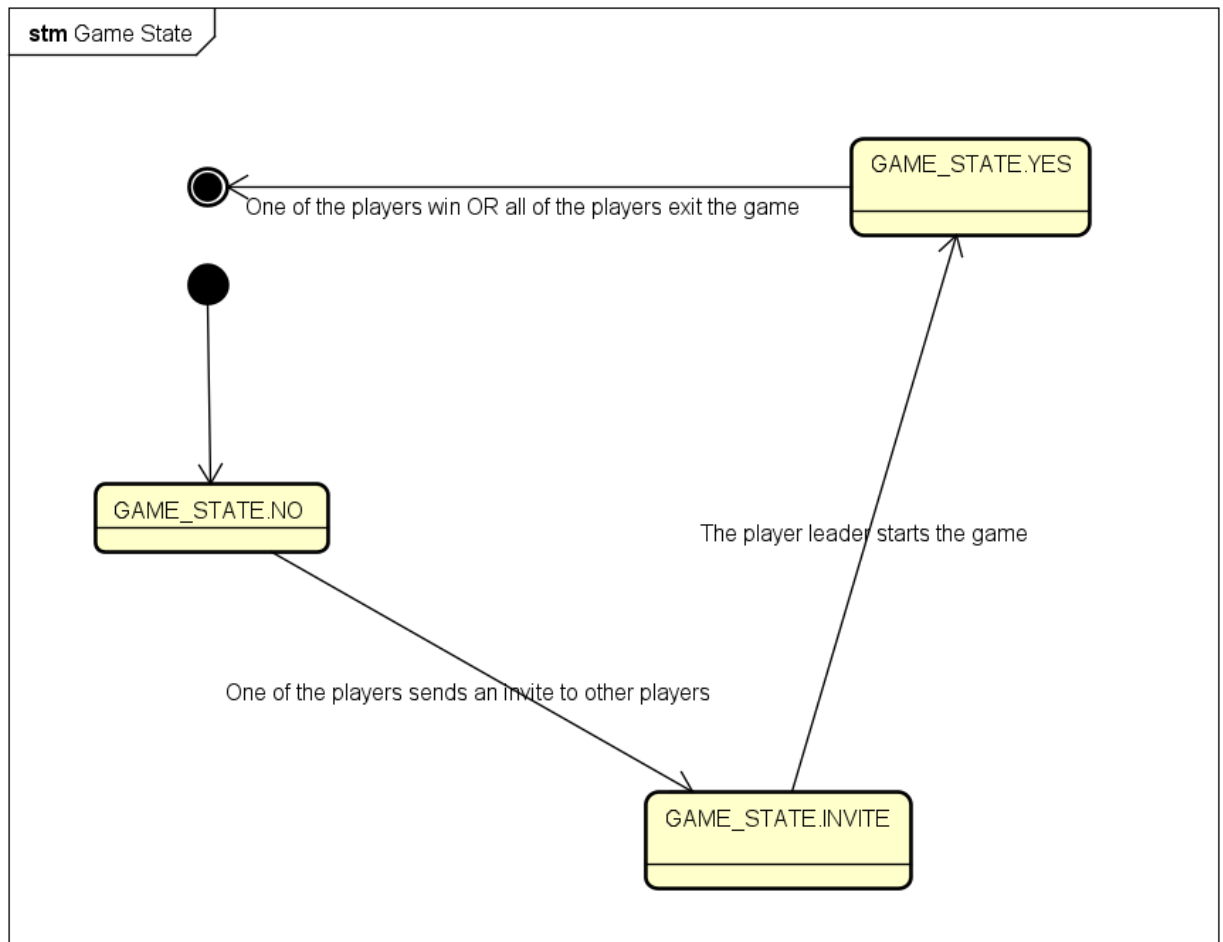 stm Game State
GAME_STATE.YES
One of the players win OR all of the players exit the game
GAME_STATE.NO
The player leader starts the game
One of the players sends an invite to other players
GAME_STATE.INVITE